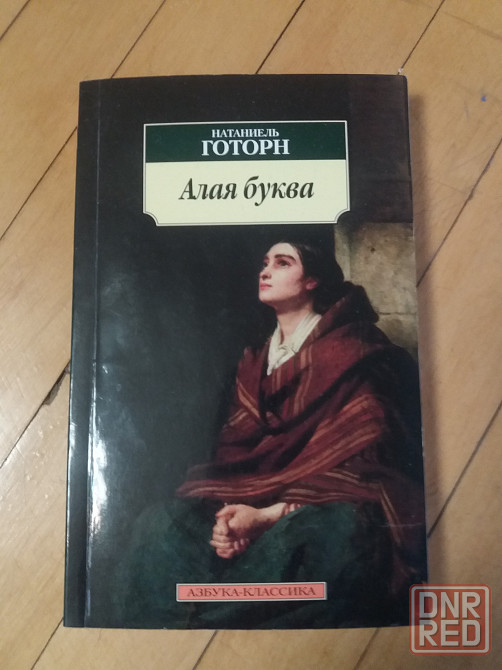 НАТАНИЕЛЬ
ГОТОРН
Алая буква
АЗБУКА-КЛАССИКА
DNR
RED